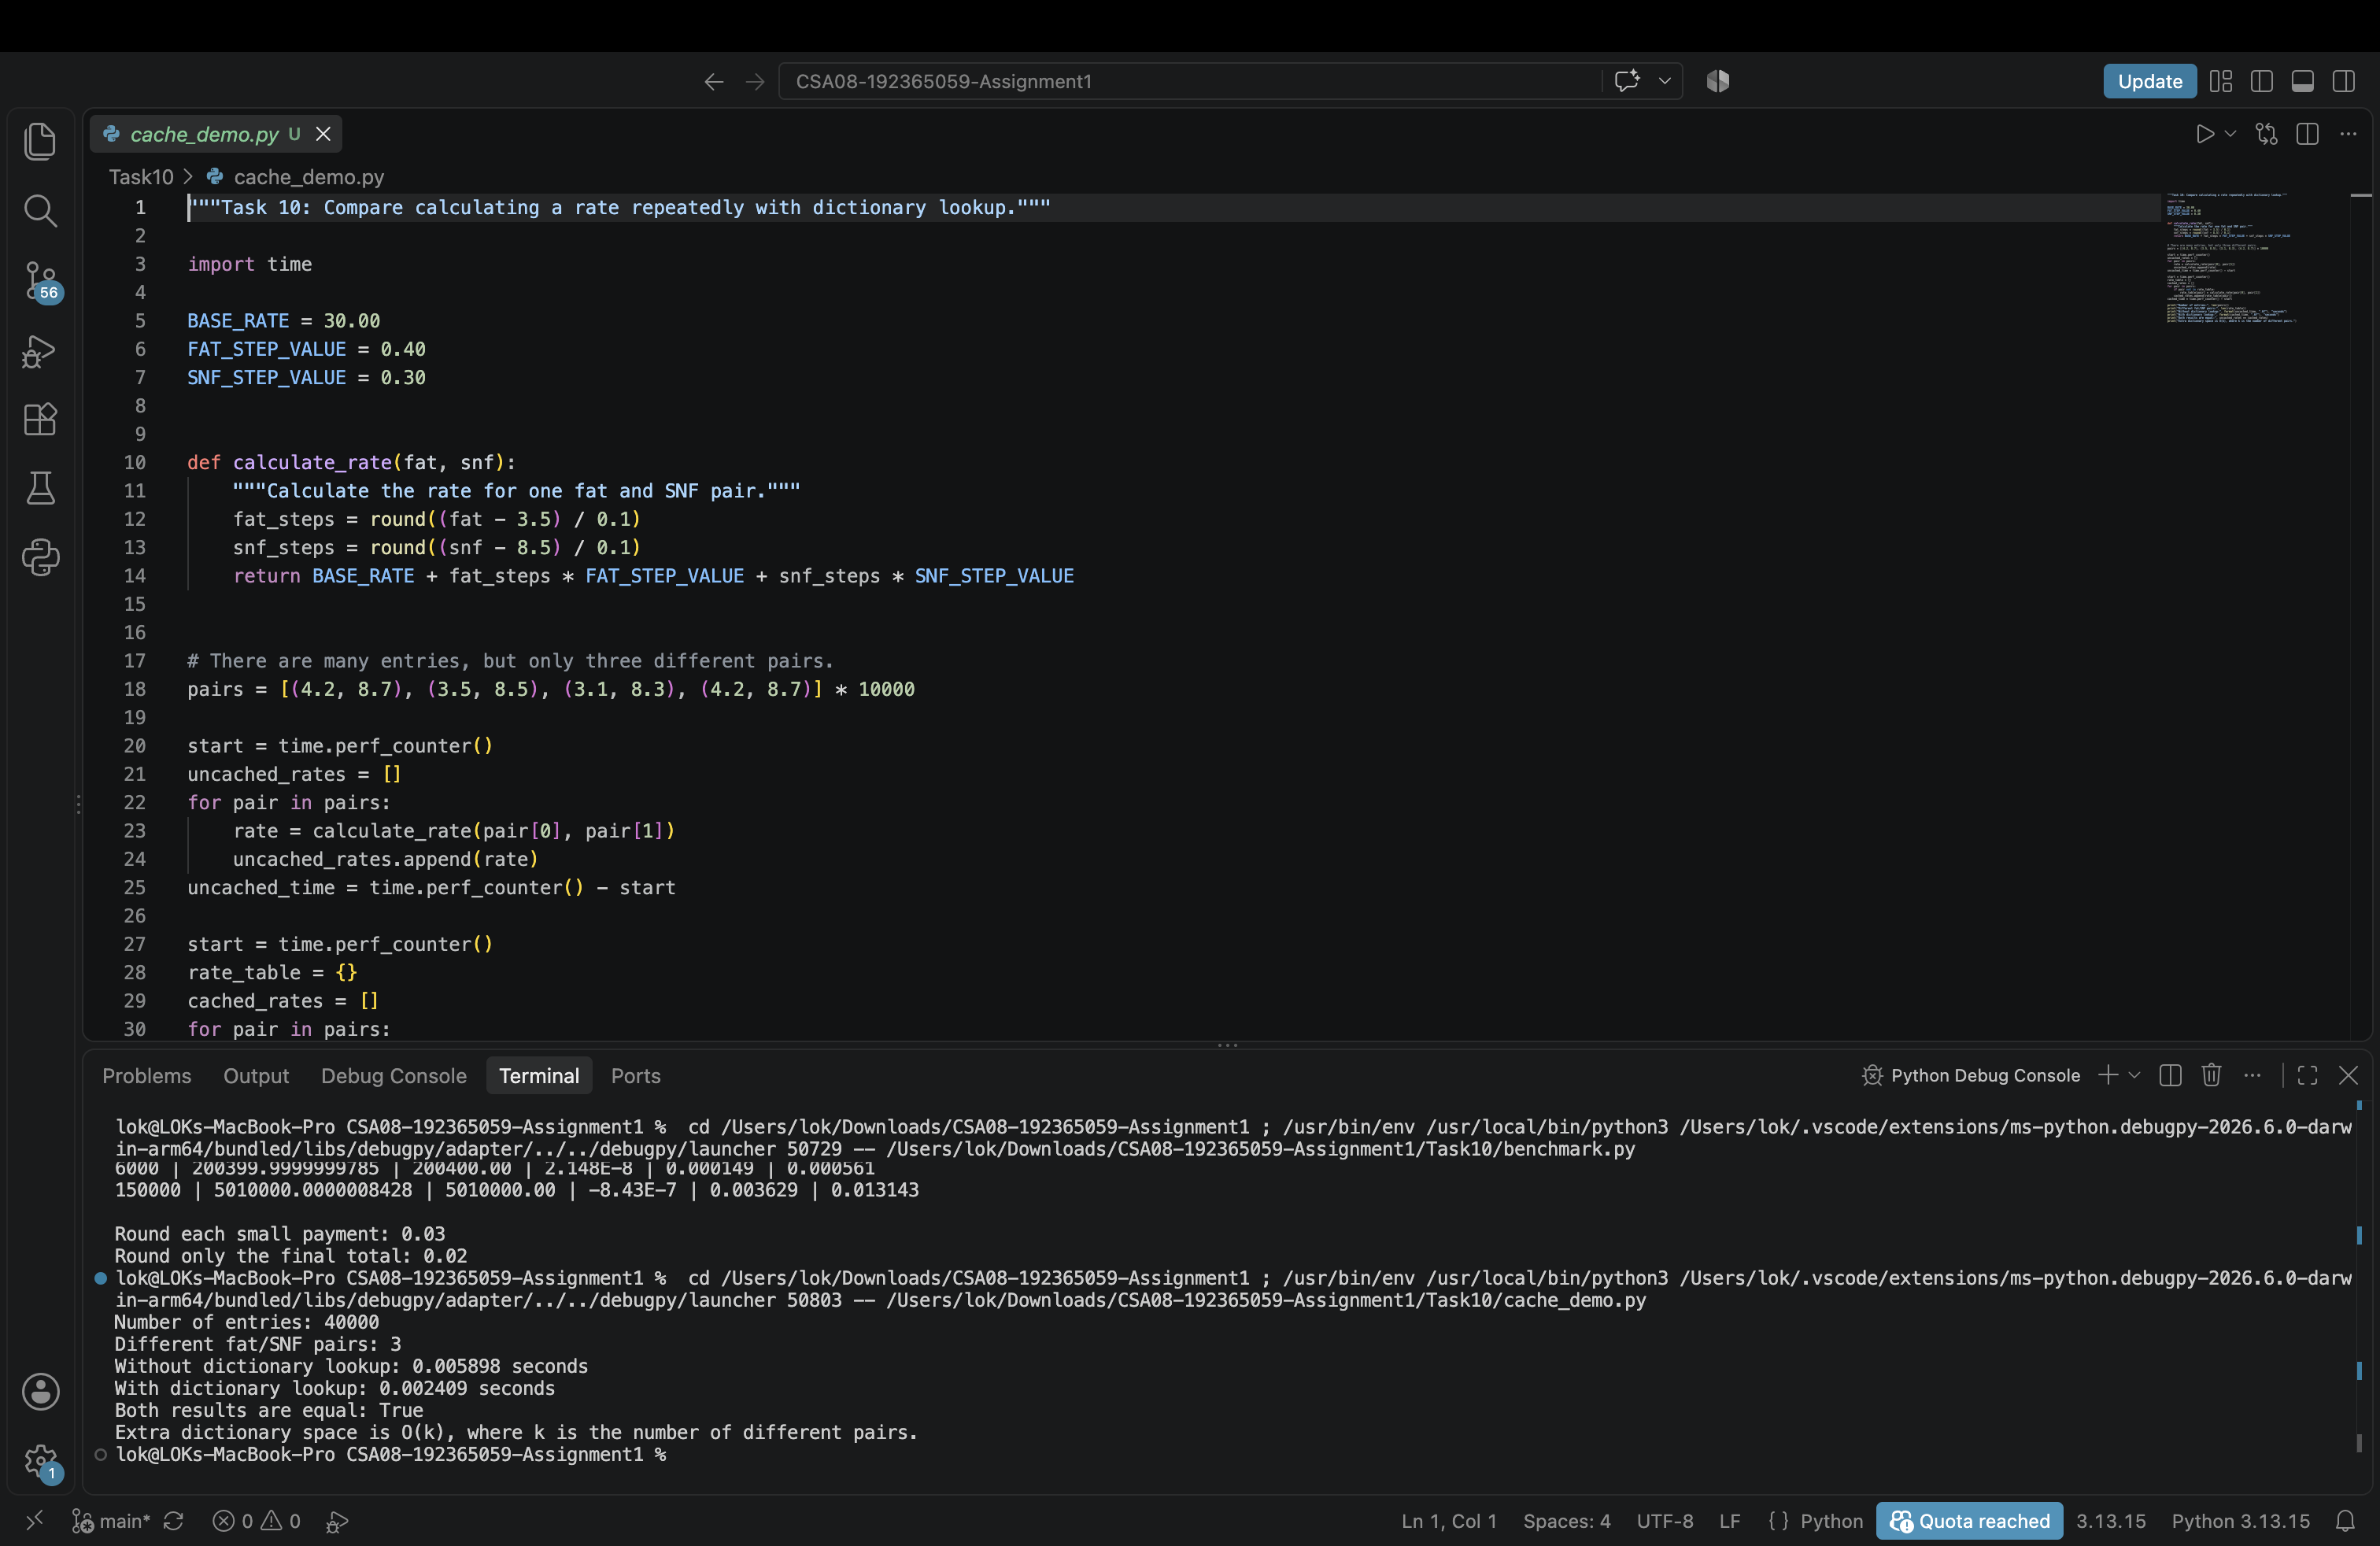 CSA08-192365059-Assignment1
Update
cache_demo.py U
Task10 > cache_demo.py
56
1 """Task 10: Compare calculating a rate repeatedly with dictionary lookup."""
2
3 import time
4
5 BASE_RATE = 30.00
6 FAT_STEP_VALUE = 0.40
7 SNF_STEP_VALUE = 0.30
8
9
10 def calculate_rate(fat, snf):
11     """Calculate the rate for one fat and SNF pair."""
12     fat_steps = round((fat - 3.5) / 0.1)
13     snf_steps = round((snf - 8.5) / 0.1)
14     return BASE_RATE + fat_steps * FAT_STEP_VALUE + snf_steps * SNF_STEP_VALUE
15
16
17 # There are many entries, but only three different pairs.
18 pairs = [(4.2, 8.7), (3.5, 8.5), (3.1, 8.3), (4.2, 8.7)] * 10000
19
20 start = time.perf_counter()
21 uncached_rates = []
22 for pair in pairs:
23     rate = calculate_rate(pair[0], pair[1])
24     uncached_rates.append(rate)
25 uncached_time = time.perf_counter() - start
26
27 start = time.perf_counter()
28 rate_table = {}
29 cached_rates = []
30 for pair in pairs:
Problems Output Debug Console Terminal Ports
Python Debug Console
lok@LOKs-MacBook-Pro CSA08-192365059-Assignment1 %  cd /Users/lok/Downloads/CSA08-192365059-Assignment1 ; /usr/bin/env /usr/local/bin/python3 /Users/lok/.vscode/extensions/ms-python.debugpy-2026.6.0-darw
in-arm64/bundled/libs/debugpy/adapter/../../debugpy/launcher 50729 -- /Users/lok/Downloads/CSA08-192365059-Assignment1/Task10/benchmark.py
6000 | 200399.9999999785 | 200400.00 | 2.148E-8 | 0.000149 | 0.000561
150000 | 5010000.0000008428 | 5010000.00 | -8.43E-7 | 0.003629 | 0.013143
Round each small payment: 0.03
Round only the final total: 0.02
lok@LOKs-MacBook-Pro CSA08-192365059-Assignment1 %  cd /Users/lok/Downloads/CSA08-192365059-Assignment1 ; /usr/bin/env /usr/local/bin/python3 /Users/lok/.vscode/extensions/ms-python.debugpy-2026.6.0-darw
in-arm64/bundled/libs/debugpy/adapter/../../debugpy/launcher 50803 -- /Users/lok/Downloads/CSA08-192365059-Assignment1/Task10/cache_demo.py
Number of entries: 40000
Different fat/SNF pairs: 3
Without dictionary lookup: 0.005898 seconds
With dictionary lookup: 0.002409 seconds
Both results are equal: True
Extra dictionary space is O(k), where k is the number of different pairs.
lok@LOKs-MacBook-Pro CSA08-192365059-Assignment1 %
1
main* 0 0
Ln 1, Col 1 Spaces: 4 UTF-8 LF {} Python Quota reached 3.13.15 Python 3.13.15